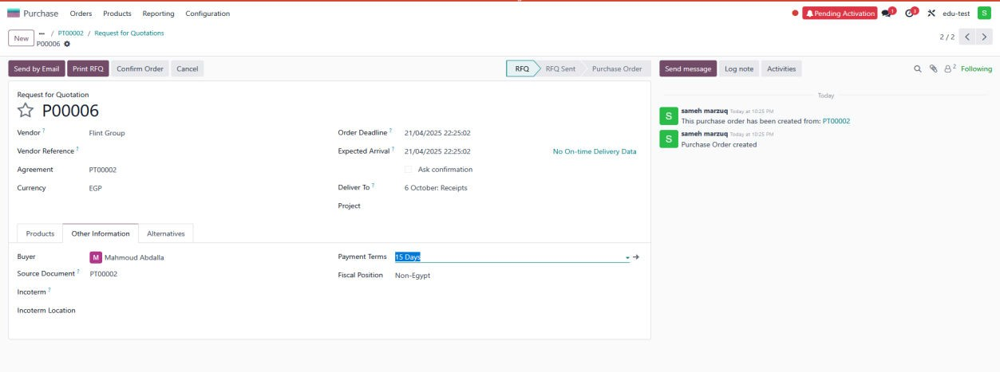 Purchase Orders Products Reporting Configuration
Pending Activation 1 3 edu-test S
New ... / PT00002 / Request for Quotations
P00006
2 / 2
Send by Email Print RFQ Confirm Order Cancel
RFQ RFQ Sent Purchase Order
Send message Log note Activities
2 Following
Request for Quotation
P00006
Vendor ? Flint Group
Vendor Reference ?
Agreement PT00002
Currency EGP
Order Deadline ? 21/04/2025 22:25:02
Expected Arrival ? 21/04/2025 22:25:02 No On-time Delivery Data
Ask confirmation
Deliver To ? 6 October: Receipts
Project
Products Other Information Alternatives
Buyer M Mahmoud Abdalla
Source Document ? PT00002
Incoterm ?
Incoterm Location
Payment Terms 15 Days
Fiscal Position Non-Egypt
Today
S sameh marzuq Today at 10:25 PM
This purchase order has been created from: PT00002
S sameh marzuq Today at 10:25 PM
Purchase Order created